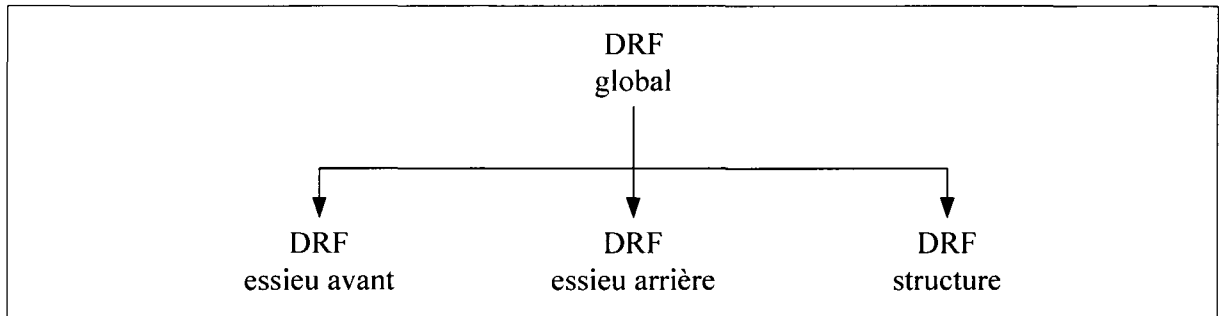 DRF
global
DRF
essieu avant
DRF
essieu arrière
DRF
structure